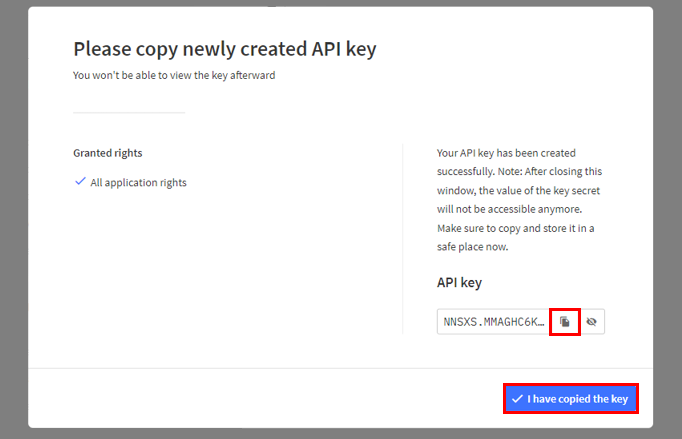 Please copy newly created API key
You won't be able to view the key afterward
Granted rights
All application rights
Your API key has been created
successfully. Note: After closing this
window, the value of the key secret
will not be accessible anymore.
Make sure to copy and store it in a
safe place now.
API key
NNSXS.MMAGHC6K…
I have copied the key